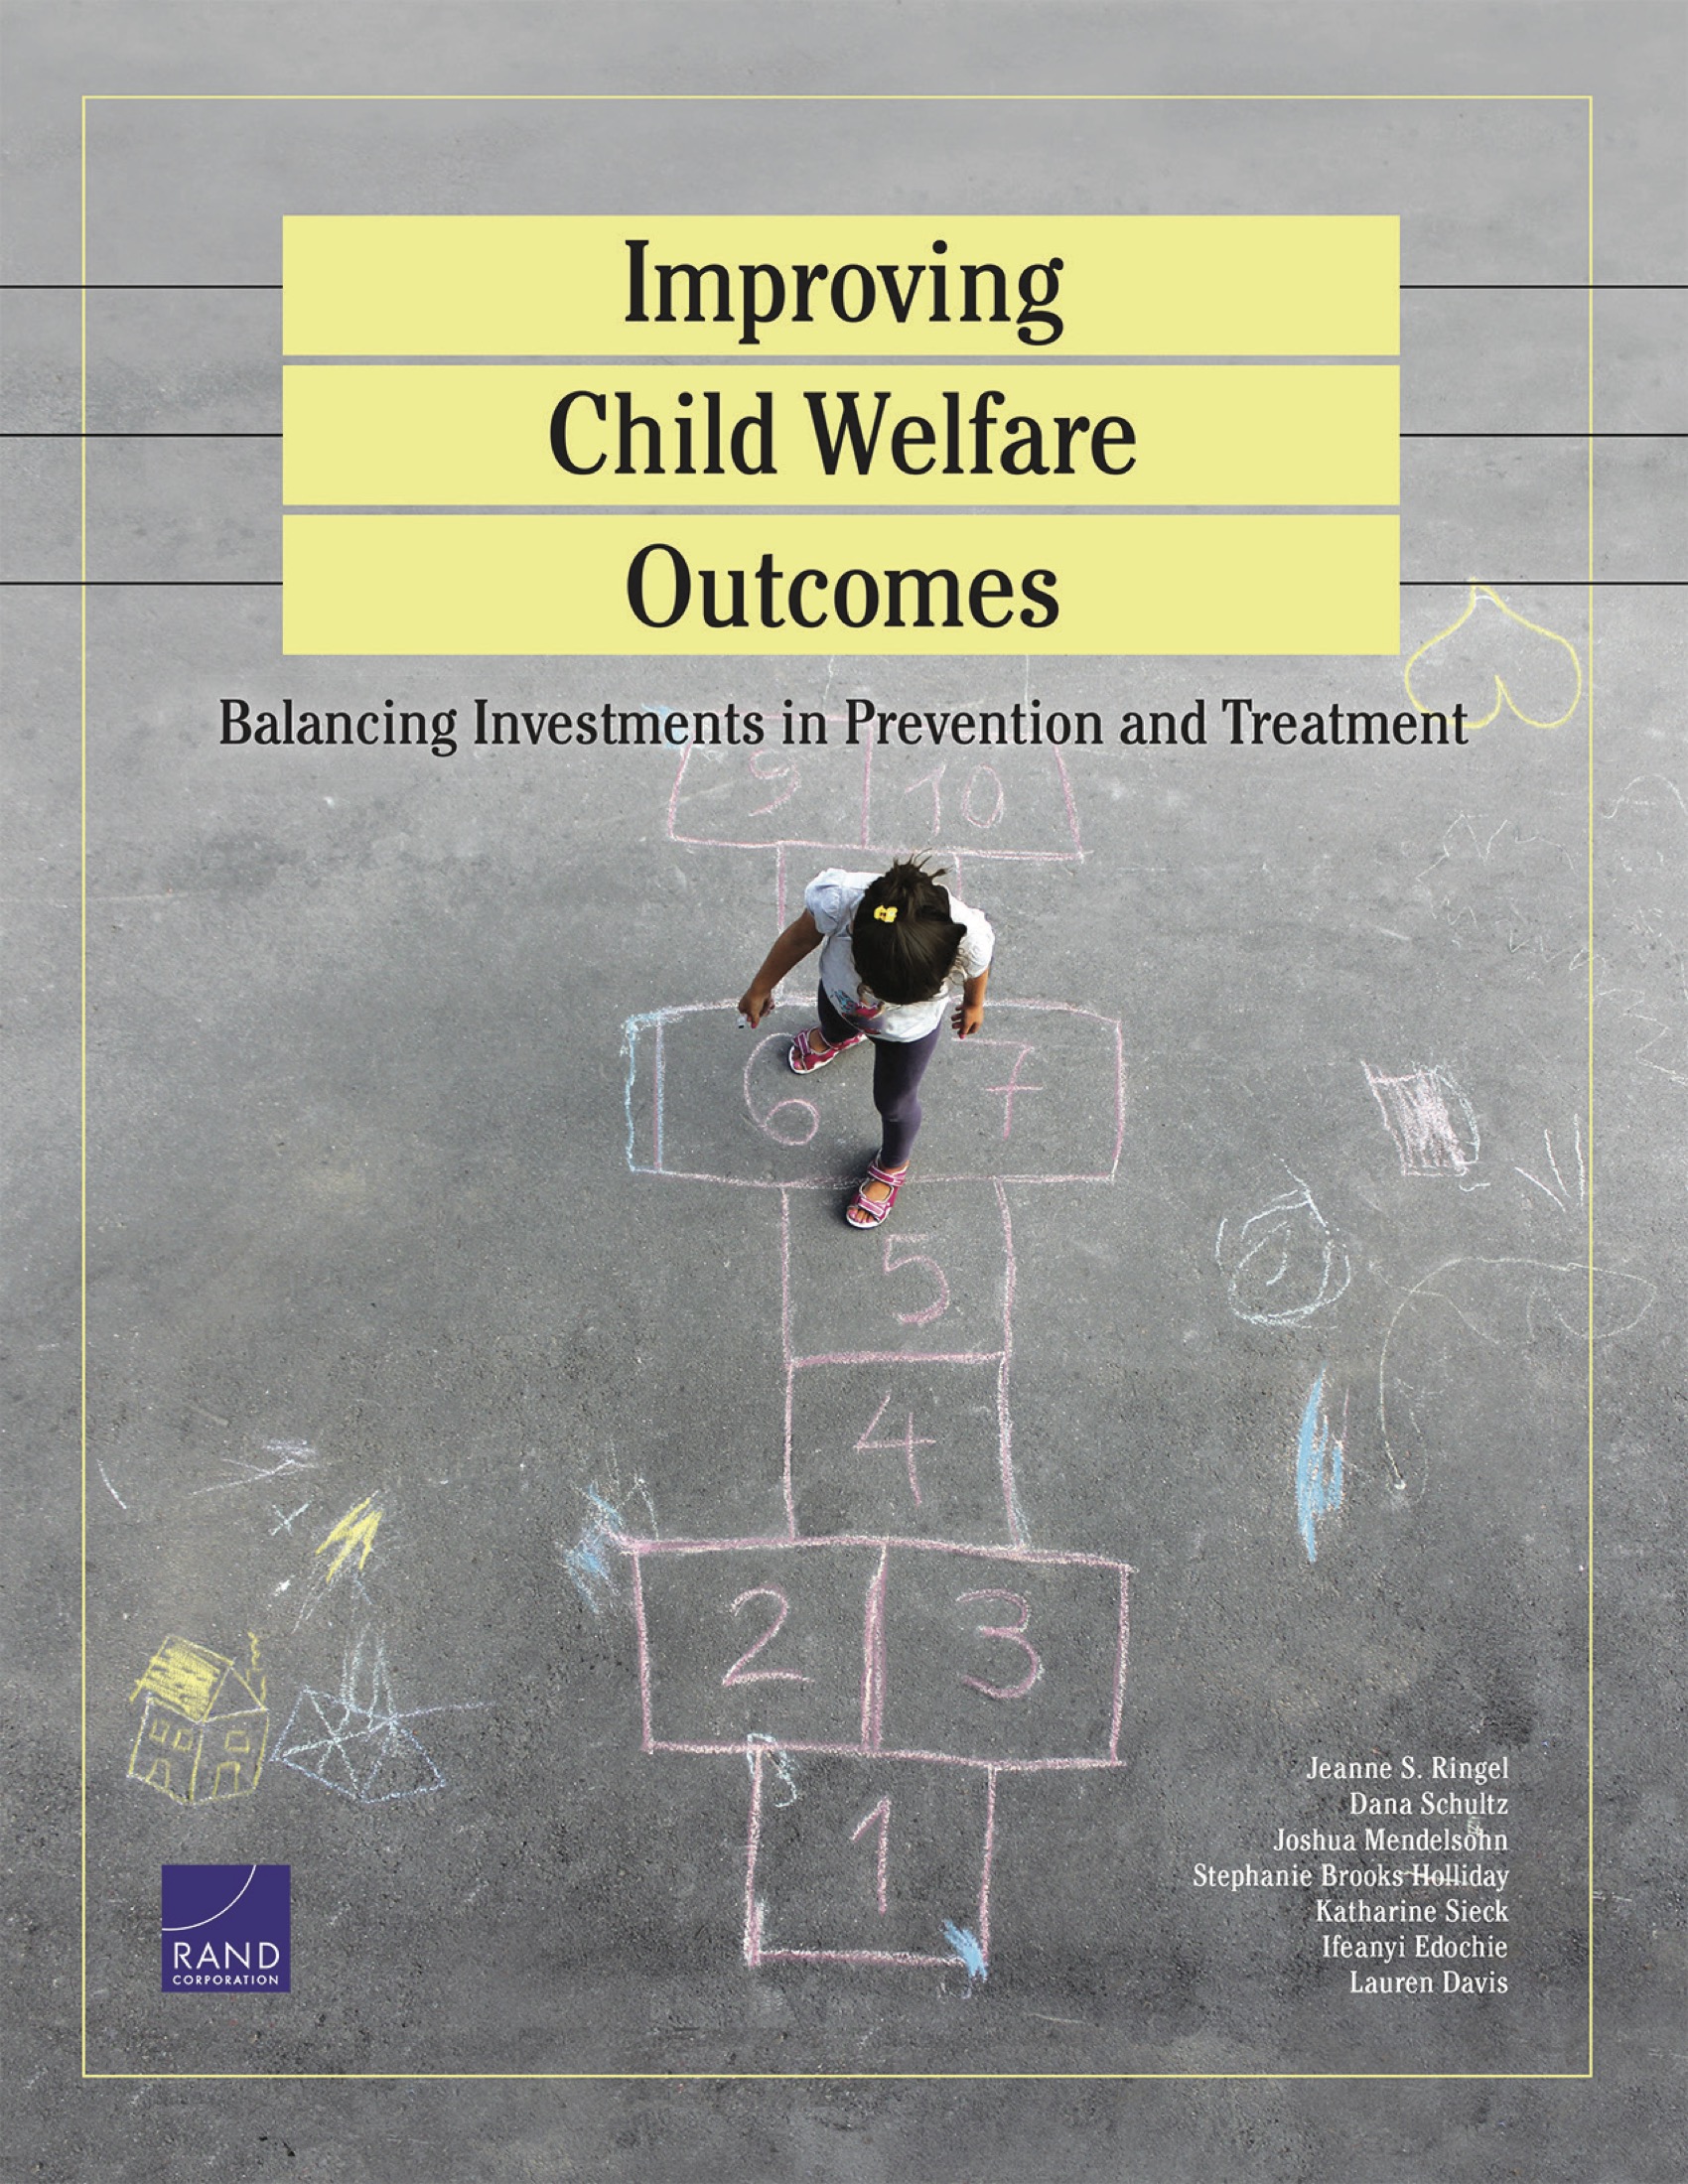 Improving
Child Welfare
Outcomes
Balancing Investments in Prevention and Treatment
9 10
6 7
5
4
2 3
1
Jeanne S. Ringel
Dana Schultz
Joshua Mendelsohn
Stephanie Brooks Holliday
Katharine Sieck
Ifeanyi Edochie
Lauren Davis
RAND
CORPORATION